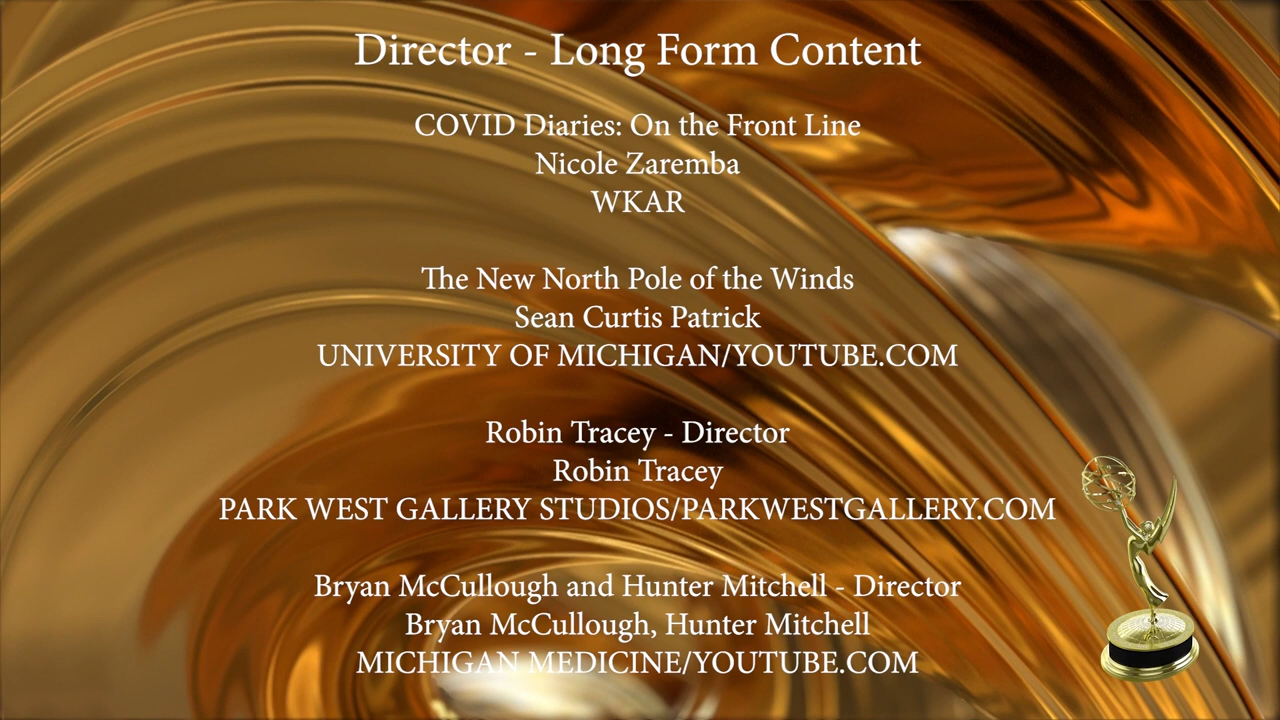 Director - Long Form Content
COVID Diaries: On the Front Line
Nicole Zaremba
WKAR
The New North Pole of the Winds
Sean Curtis Patrick
UNIVERSITY OF MICHIGAN/YOUTUBE.COM
Robin Tracey - Director
Robin Tracey
PARK WEST GALLERY STUDIOS/PARKWESTGALLERY.COM
Bryan McCullough and Hunter Mitchell - Director
Bryan McCullough, Hunter Mitchell
MICHIGAN MEDICINE/YOUTUBE.COM